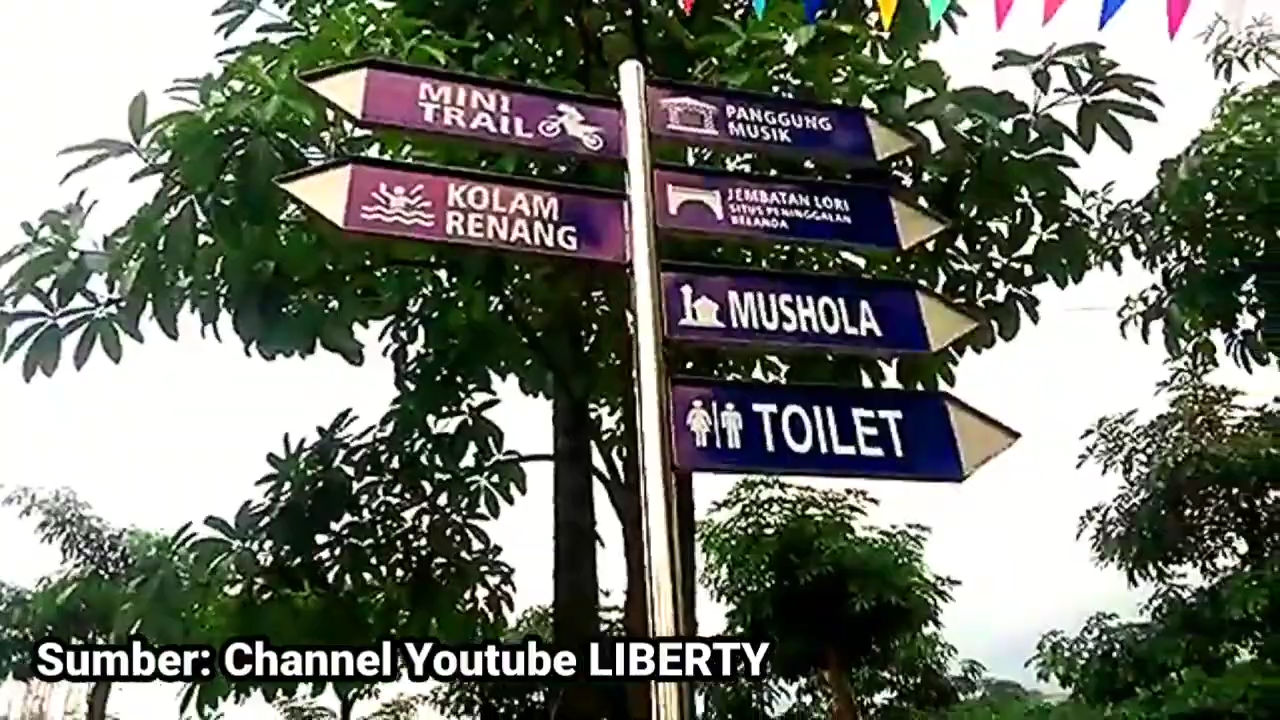 MINI
TRAIL
KOLAM
RENANG
PANGGUNG
MUSIK
JEMBATAN LORI
SITUS PENINGGALAN
BELANDA
MUSHOLA
TOILET
Sumber: Channel Youtube LIBERTY